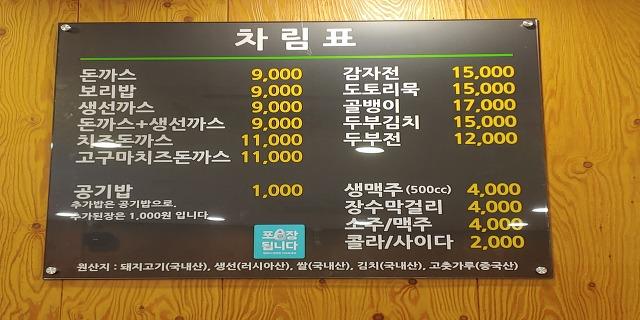 차림표
돈까스 9,000
보리밥 9,000
생선까스 9,000
돈까스+생선까스 9,000
치즈돈까스 11,000
고구마치즈돈까스 11,000
공기밥 1,000
추가밥은 공기밥으로.
추가된장은 1,000원 입니다.
감자전 15,000
도토리묵 15,000
골뱅이 17,000
두부김치 15,000
두부전 12,000
생맥주(500cc) 4,000
장수막걸리 4,000
소주/맥주 4,000
콜라/사이다 2,000
포장
됩니다
원산지 : 돼지고기(국내산), 생선(러시아산), 쌀(국내산), 김치(국내산), 고춧가루(중국산)